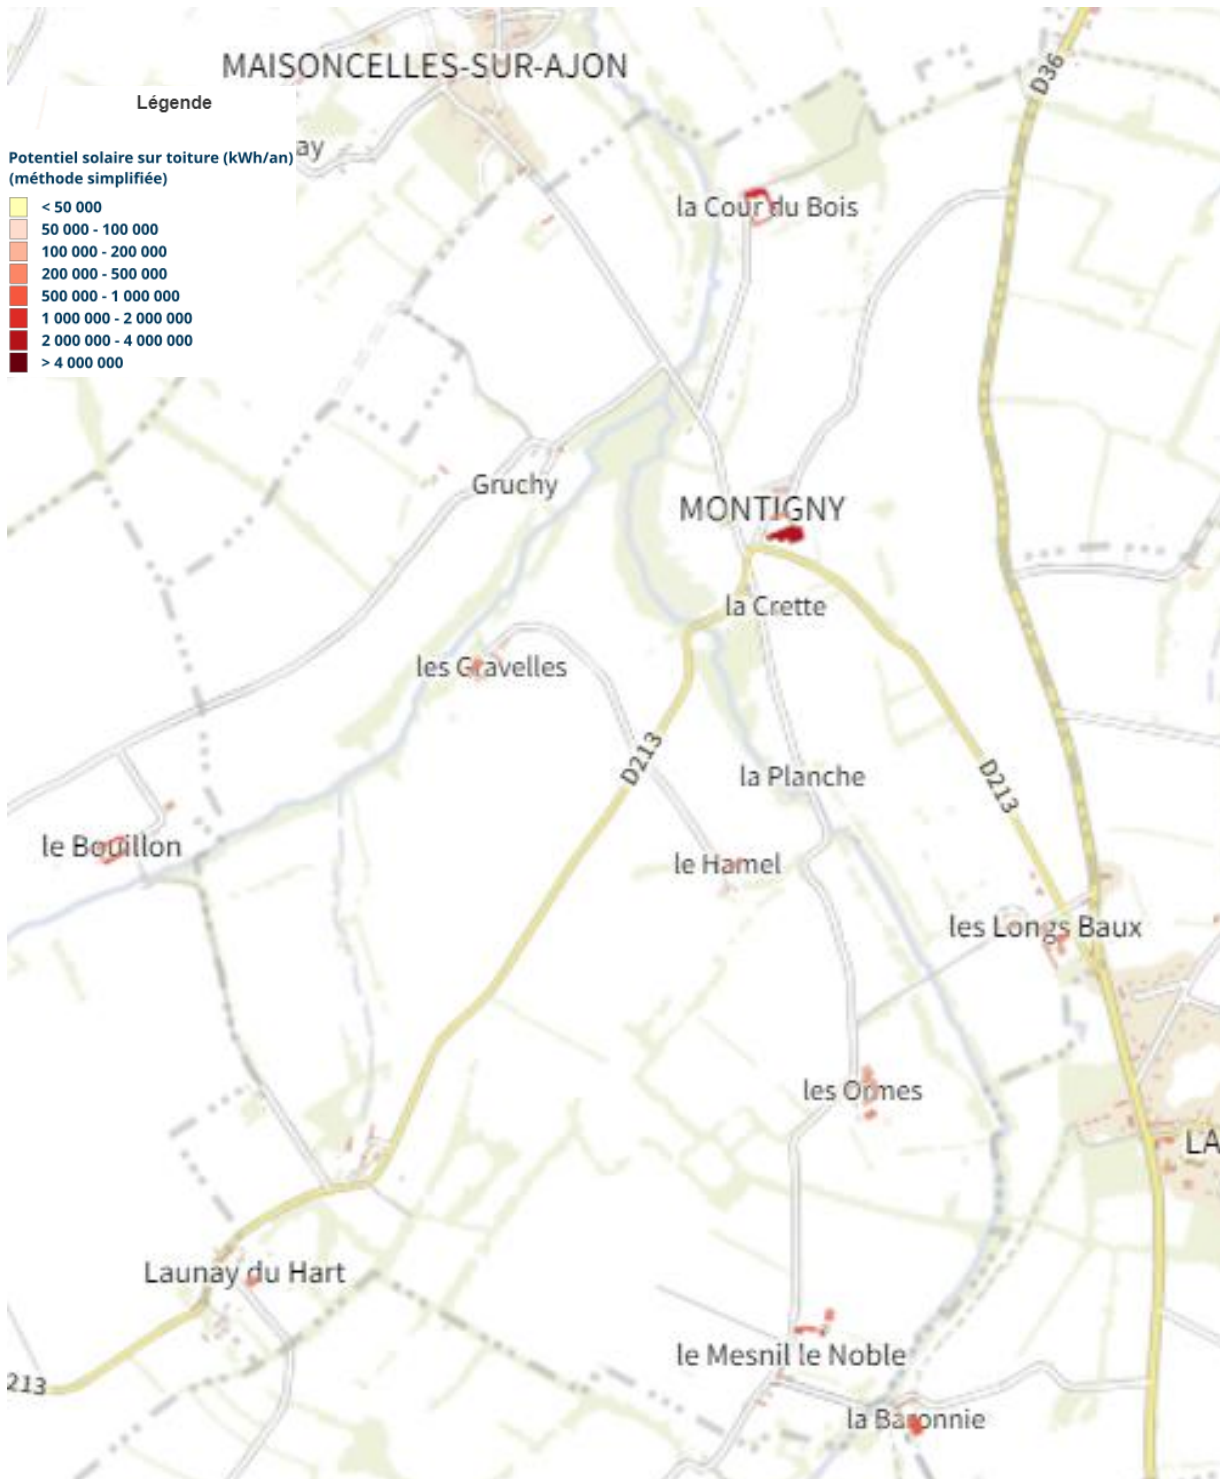 MAISONCELLES-SUR-AJON
D36
Légende
ay
Potentiel solaire sur toiture (kWh/an)
(méthode simplifiée)
< 50 000
50 000 - 100 000
100 000 - 200 000
200 000 - 500 000
500 000 - 1 000 000
1 000 000 - 2 000 000
2 000 000 - 4 000 000
> 4 000 000
la Cour du Bois
Gruchy
MONTIGNY
la Crette
les Gravelles
D213
la Planche
D213
le Bouillon
le Hamel
les Longs Baux
les Ormes
LA
Launay du Hart
le Mesnil le Noble
213
la Baronnie